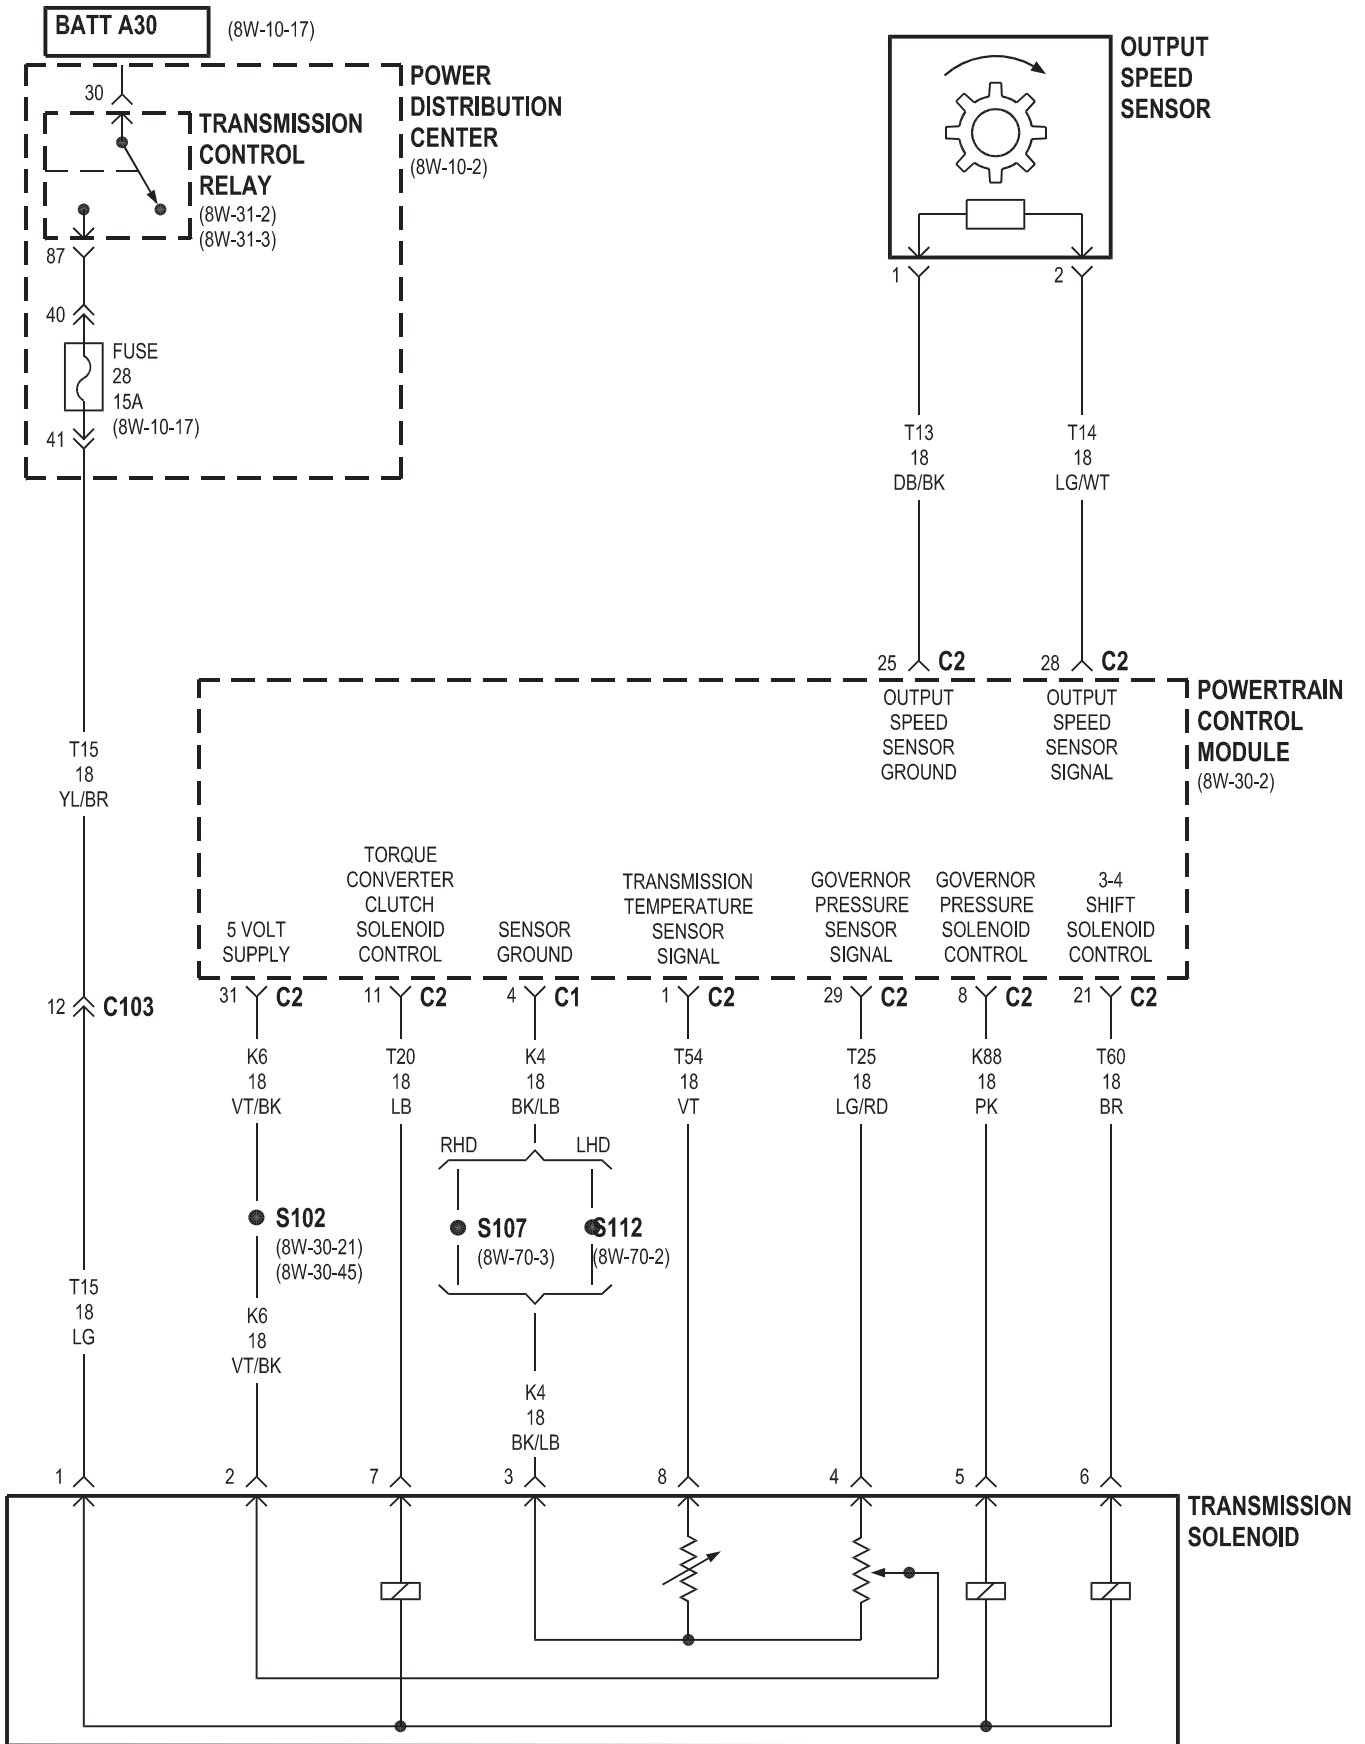 BATT A30
(8W-10-17)
OUTPUT
SPEED
SENSOR
POWER
DISTRIBUTION
CENTER
(8W-10-2)
30
TRANSMISSION
CONTROL
RELAY
(8W-31-2)
(8W-31-3)
87
1
2
40
FUSE
28
15A
(8W-10-17)
41
T13
18
DB/BK
T14
18
LG/WT
25
C2
28
C2
POWERTRAIN
CONTROL
MODULE
(8W-30-2)
OUTPUT
SPEED
SENSOR
GROUND
OUTPUT
SPEED
SENSOR
SIGNAL
T15
18
YL/BR
5 VOLT
SUPPLY
TORQUE
CONVERTER
CLUTCH
SOLENOID
CONTROL
SENSOR
GROUND
TRANSMISSION
TEMPERATURE
SENSOR
SIGNAL
GOVERNOR
PRESSURE
SENSOR
SIGNAL
GOVERNOR
PRESSURE
SOLENOID
CONTROL
3-4
SHIFT
SOLENOID
CONTROL
12
C103
31
C2
11
C2
4
C1
1
C2
29
C2
8
C2
21
C2
K6
18
VT/BK
T20
18
LB
K4
18
BK/LB
T54
18
VT
T25
18
LG/RD
K88
18
PK
T60
18
BR
RHD
LHD
S102
(8W-30-21)
(8W-30-45)
S107
(8W-70-3)
S112
(8W-70-2)
T15
18
LG
K6
18
VT/BK
K4
18
BK/LB
1
2
7
3
8
4
5
6
TRANSMISSION
SOLENOID